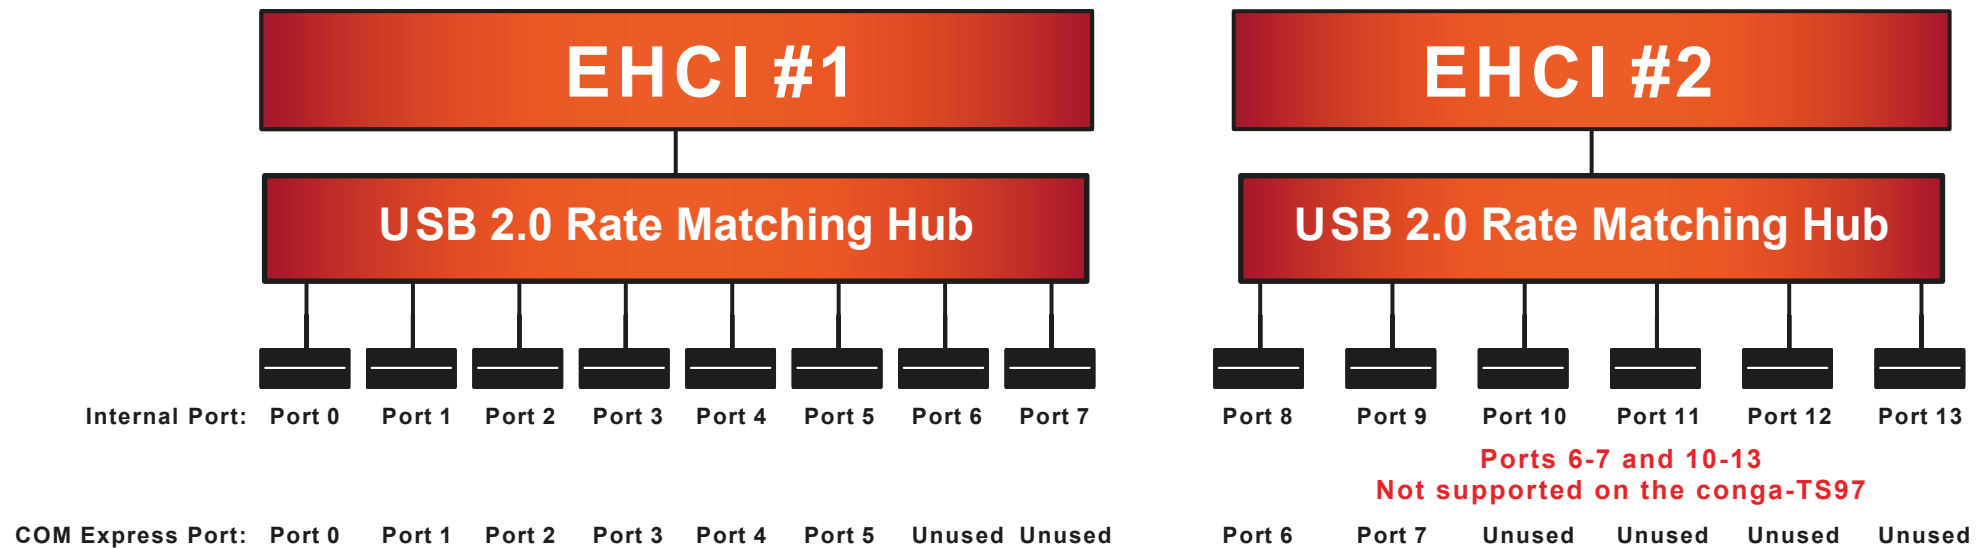 EHCI #1 EHCI #2
USB 2.0 Rate Matching Hub USB 2.0 Rate Matching Hub
Internal Port: Port 0 Port 1 Port 2 Port 3 Port 4 Port 5 Port 6 Port 7 Port 8 Port 9 Port 10 Port 11 Port 12 Port 13
Ports 6-7 and 10-13
Not supported on the conga-TS97
COM Express Port: Port 0 Port 1 Port 2 Port 3 Port 4 Port 5 Unused Unused Port 6 Port 7 Unused Unused Unused Unused